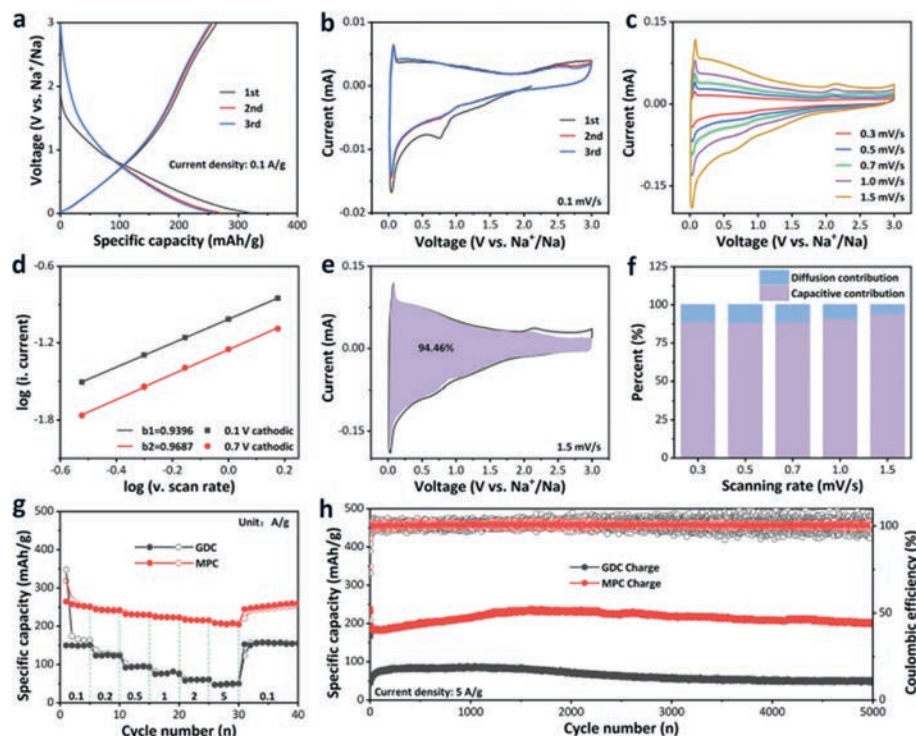 a
Voltage (V vs. Na⁺/Na)
3
2
1
0
1st
2nd
3rd
Current density: 0.1 A/g
0 100 200 300 400
Specific capacity (mAh/g)
b
Current (mA)
0.01
0.00
-0.01
-0.02
1st
2nd
3rd
0.1 mV/s
0.0 0.5 1.0 1.5 2.0 2.5 3.0
Voltage (V vs. Na⁺/Na)
c
Current (mA)
0.15
0.00
-0.15
0.3 mV/s
0.5 mV/s
0.7 mV/s
1.0 mV/s
1.5 mV/s
0.0 0.5 1.0 1.5 2.0 2.5 3.0
Voltage (V vs. Na⁺/Na)
d
log (i. current)
-0.6
-1.2
-1.8
b1=0.9396 0.1 V cathodic
b2=0.9687 0.7 V cathodic
-0.6 -0.4 -0.2 0.0 0.2
log (v. scan rate)
e
Current (mA)
0.15
0.00
-0.15
94.46%
1.5 mV/s
0.0 0.5 1.0 1.5 2.0 2.5 3.0
Voltage (V vs. Na⁺/Na)
f
Percent (%)
125
100
75
50
25
0
Diffusion contribution
Capacitive contribution
0.3 0.5 0.7 1.0 1.5
Scanning rate (mV/s)
g
Specific capacity (mAh/g)
500
400
300
200
100
0
Unit: A/g
GDC
MPC
0.1 0.2 0.5 1 2 5 0.1
0 10 20 30 40
Cycle number (n)
h
Specific capacity (mAh/g)
500
400
300
200
100
0
GDC Charge
MPC Charge
Current density: 5 A/g
100
50
0
Coulombic efficiency (%)
0 1000 2000 3000 4000 5000
Cycle number (n)